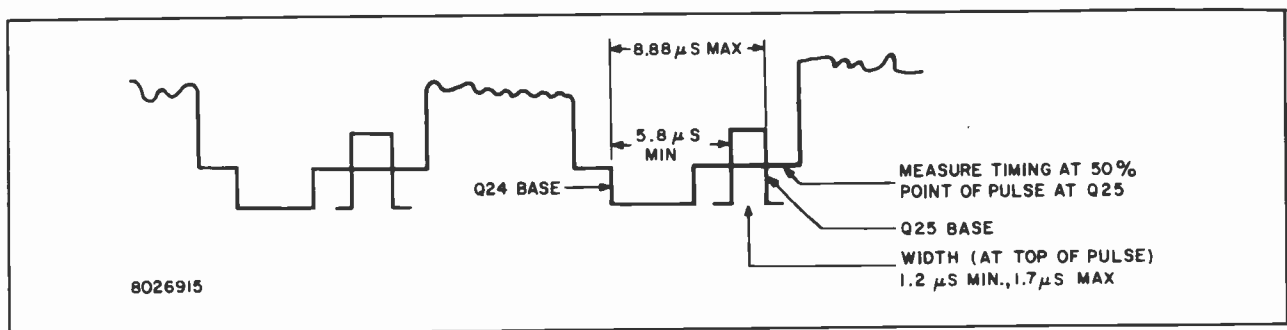 8.88 µS MAX
5.8 µS
MIN
Q24 BASE
MEASURE TIMING AT 50%
POINT OF PULSE AT Q25
Q25 BASE
WIDTH (AT TOP OF PULSE)
1.2 µS MIN., 1.7 µS MAX
8026915